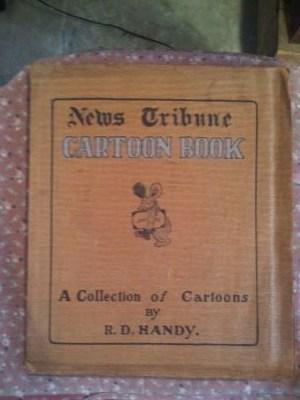 News Tribune
CARTOON BOOK
A Collection of Cartoons
BY
R. D. HANDY.